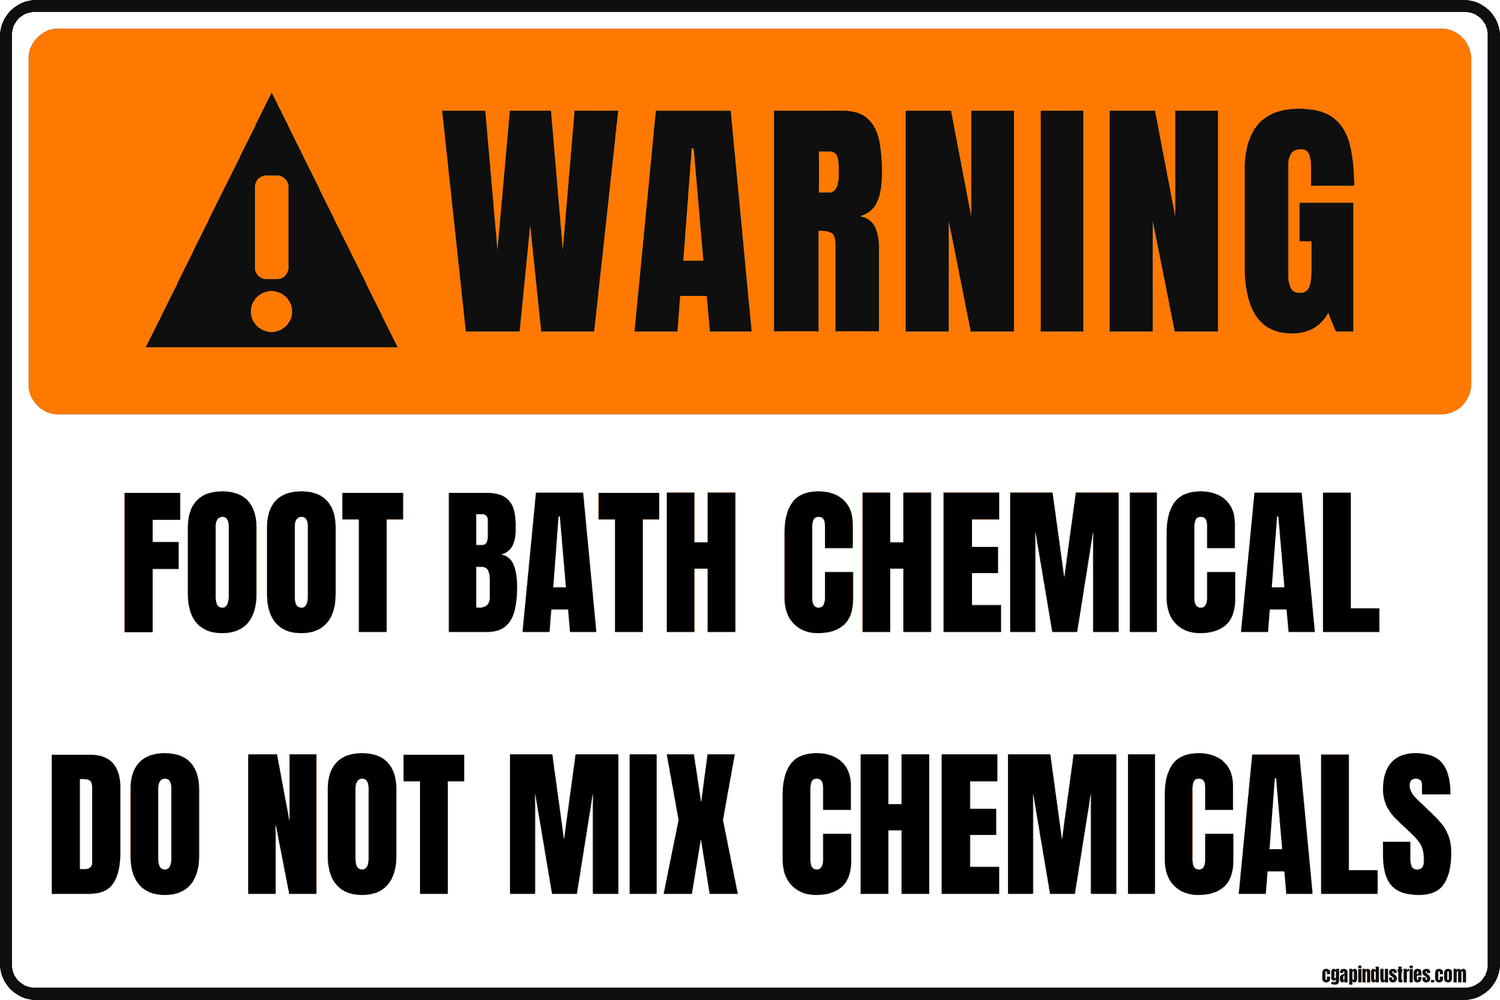 WARNING
FOOT BATH CHEMICAL
DO NOT MIX CHEMICALS
cgapindustries.com